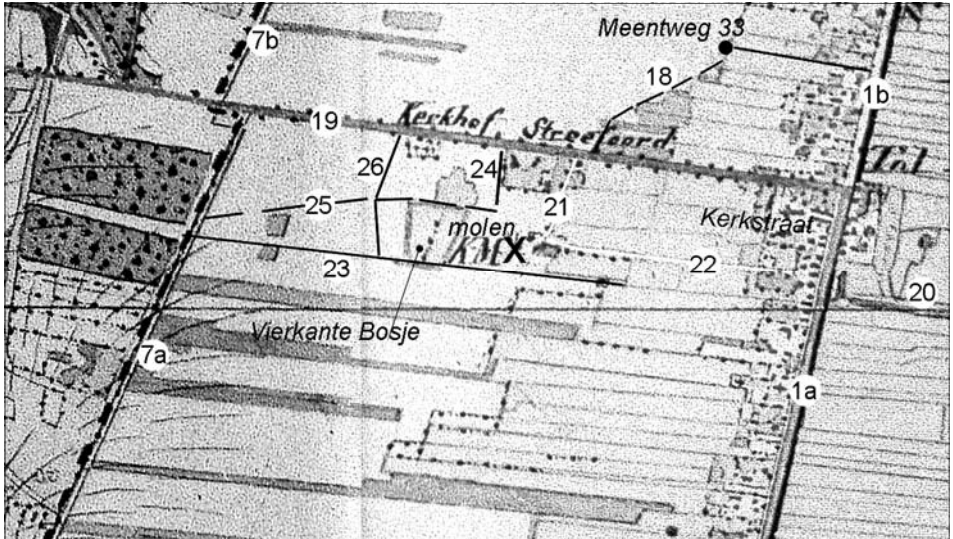 7b
Meentweg 33
18
1b
19
Kerkhof
Streefoord
Tol
26
24
25
21
molen
Kerkstraat
KM X
22
23
20
Vierkante Bosje
7a
1a